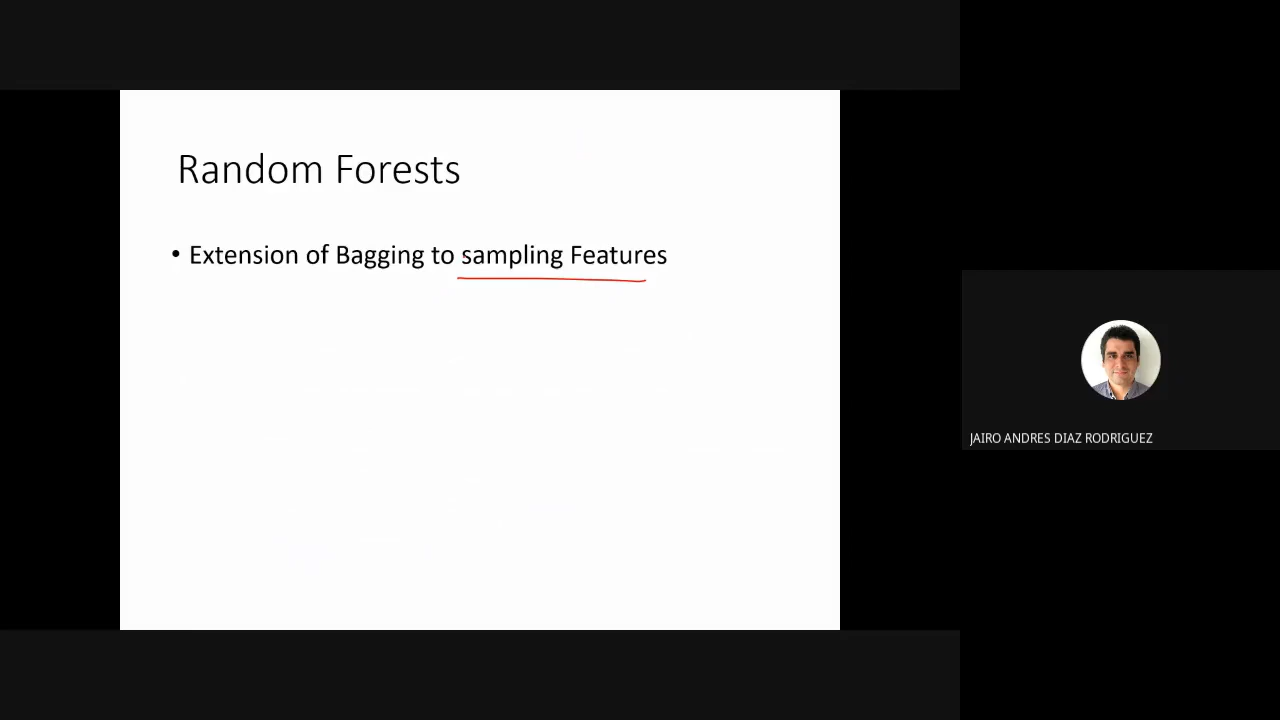 Random Forests
• Extension of Bagging to sampling Features
JAIRO ANDRES DIAZ RODRIGUEZ